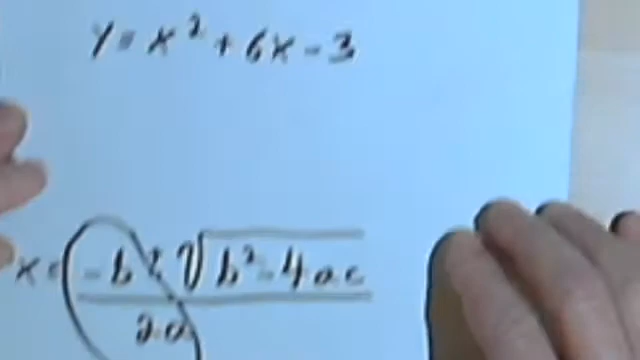 y = x² + 6x - 3
x = -b ± √b² - 4ac
2a